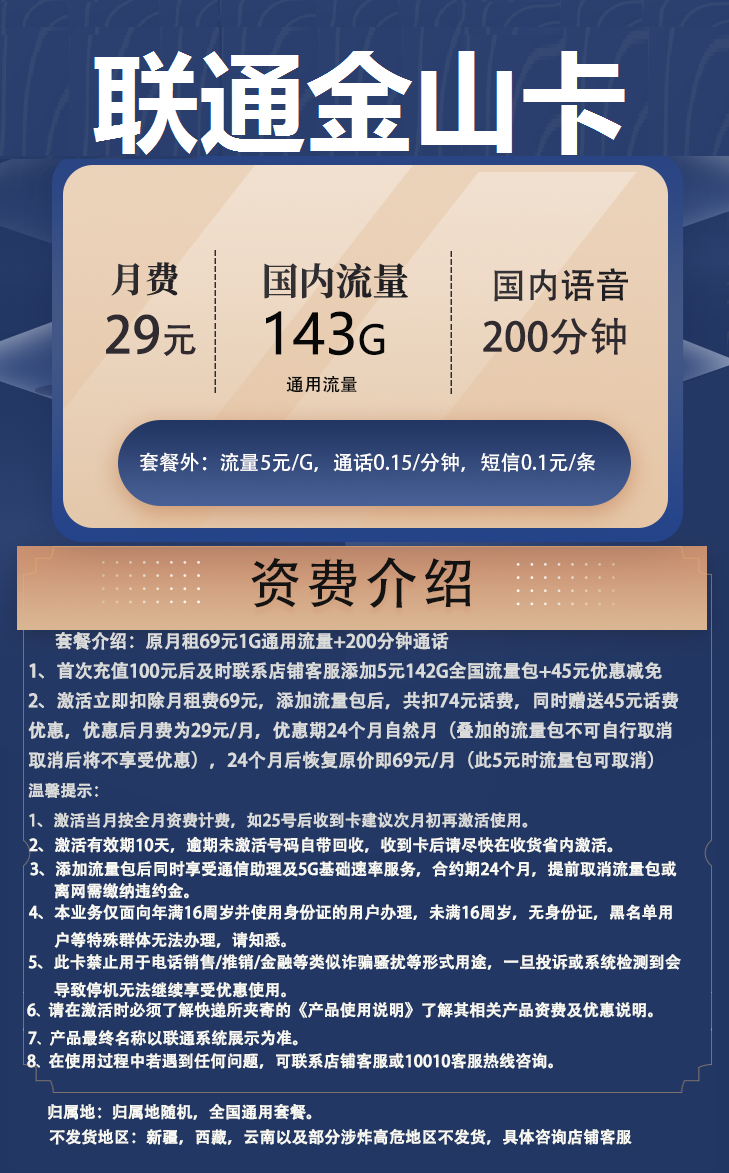 联通金山卡
月费
国内流量
国内语音
29元
143G
200分钟
通用流量
套餐外：流量5元/G，通话0.15/分钟，短信0.1元/条
资费介绍
套餐介绍：原月租69元1G通用流量+200分钟通话
1、首次充值100元后及时联系店铺客服添加5元142G全国流量包+45元优惠减免
2、激活立即扣除月租费69元，添加流量包后，共扣74元话费，同时赠送45元话费
优惠，优惠后月费为29元/月，优惠期24个月自然月（叠加的流量包不可自行取消
取消后将不享受优惠），24个月后恢复原价即69元/月（此5元时流量包可取消）
温馨提示：
1、激活当月按全月资费计费，如25号后收到卡建议次月初再激活使用。
2、激活有效期10天，逾期未激活号码自带回收，收到卡后请尽快在收货省内激活。
3、添加流量包后同时享受通信助理及5G基础速率服务，合约期24个月，提前取消流量包或
离网需缴纳违约金。
4、本业务仅面向年满16周岁并使用身份证的用户办理，未满16周岁，无身份证，黑名单用
户等特殊群体无法办理，请知悉。
5、此卡禁止用于电话销售/推销/金融等类似诈骗骚扰等形式用途，一旦投诉或系统检测到会
导致停机无法继续享受优惠使用。
6、请在激活时必须了解快递所夹寄的《产品使用说明》了解其相关产品资费及优惠说明。
7、产品最终名称以联通系统展示为准。
8、在使用过程中若遇到任何问题，可联系店铺客服或10010客服热线咨询。
归属地：归属地随机，全国通用套餐。
不发货地区：新疆，西藏，云南以及部分涉炸高危地区不发货，具体咨询店铺客服